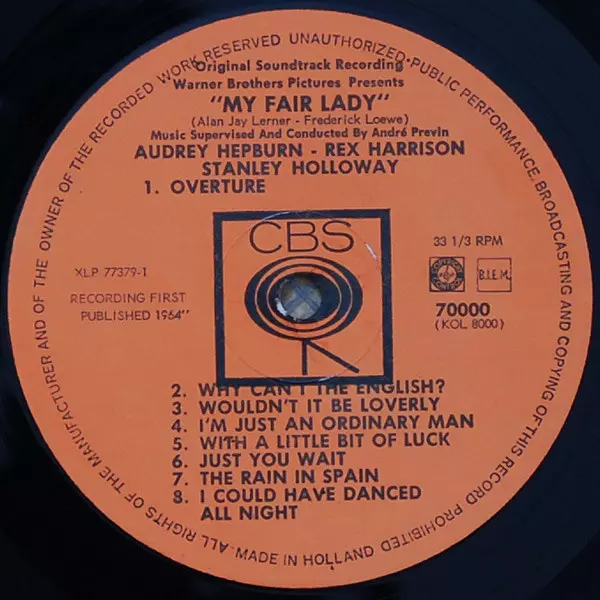 ALL RIGHTS OF THE MANUFACTURER AND OF THE OWNER OF THE RECORDED WORK RESERVED UNAUTHORIZED PUBLIC PERFORMANCE, BROADCASTING AND COPYING OF THIS RECORD PROHIBITED
Original Soundtrack Recording
Warner Brothers Pictures Presents
"MY FAIR LADY"
(Alan Jay Lerner - Frederick Loewe)
Music Supervised And Conducted By André Previn
AUDREY HEPBURN - REX HARRISON
STANLEY HOLLOWAY
1. OVERTURE
CBS
XLP 77379-1
RECORDING FIRST
PUBLISHED 1964"
33 1/3 RPM
B.I.E.M.
70000
(KOL 8000)
2. WHY CAN'T THE ENGLISH?
3. WOULDN'T IT BE LOVERLY
4. I'M JUST AN ORDINARY MAN
5. WITH A LITTLE BIT OF LUCK
6. JUST YOU WAIT
7. THE RAIN IN SPAIN
8. I COULD HAVE DANCED
ALL NIGHT
MADE IN HOLLAND